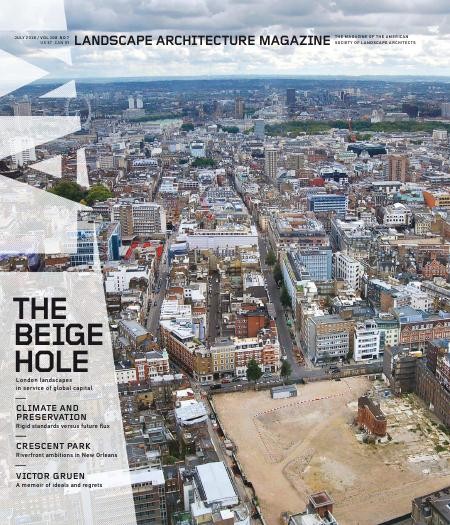 JULY 2018 / VOL 108 NO 7
US $7 CAN $9
LANDSCAPE ARCHITECTURE MAGAZINE
THE MAGAZINE OF THE AMERICAN
SOCIETY OF LANDSCAPE ARCHITECTS
THE
BEIGE
HOLE
London landscapes
in service of global capital
CLIMATE AND
PRESERVATION
Rigid standards versus future flux
CRESCENT PARK
Riverfront ambitions in New Orleans
VICTOR GRUEN
A memoir of ideals and regrets